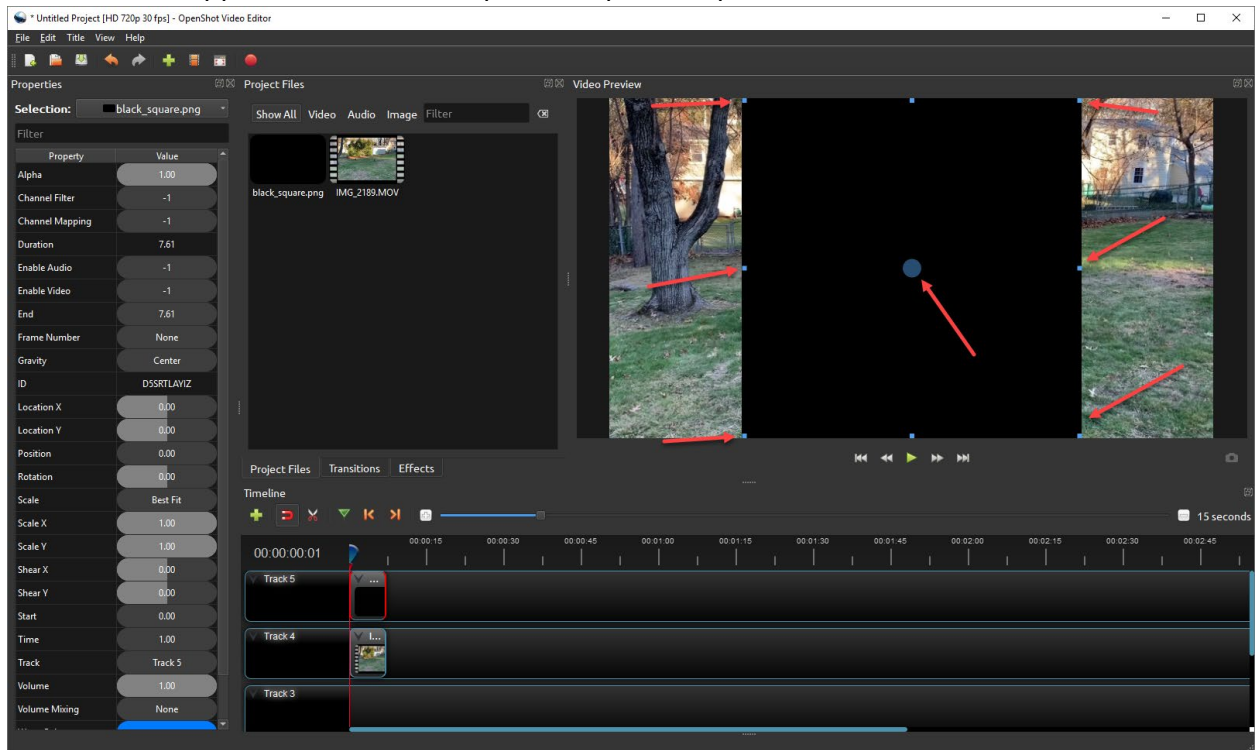 * Untitled Project [HD 720p 30 fps] - OpenShot Video Editor
File Edit Title View Help
Properties
Selection: black_square.png
Filter
Property Value
Alpha 1.00
Channel Filter -1
Channel Mapping -1
Duration 7.61
Enable Audio -1
Enable Video -1
End 7.61
Frame Number None
Gravity Center
ID D5SRTLAYIZ
Location X 0.00
Location Y 0.00
Position 0.00
Rotation 0.00
Scale Best Fit
Scale X 1.00
Scale Y 1.00
Shear X 0.00
Shear Y 0.00
Start 0.00
Time 1.00
Track Track 5
Volume 1.00
Volume Mixing None
Project Files
Show All Video Audio Image Filter
black_square.png IMG_2189.MOV
Project Files Transitions Effects
Video Preview
Timeline
15 seconds
00:00:00:01
00:00:15 00:00:30 00:00:45 00:01:00 00:01:15 00:01:30 00:01:45 00:02:00 00:02:15 00:02:30 00:02:45
Track 5 ...
Track 4 I...
Track 3